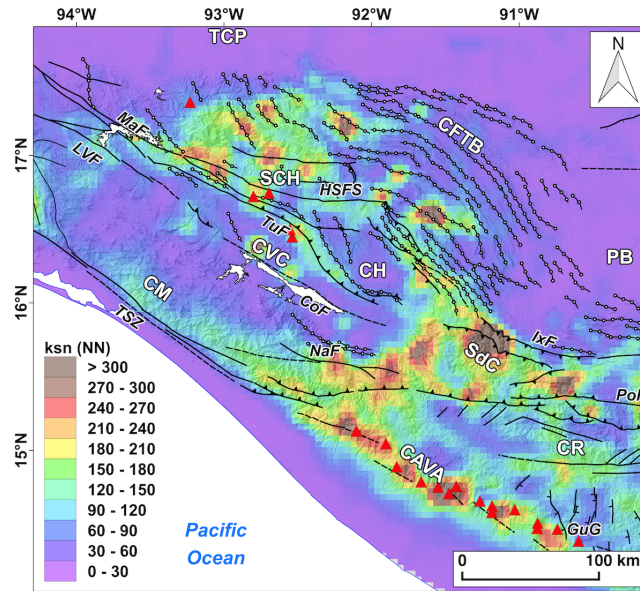 94°W
93°W
92°W
91°W
TCP
N
MaF
CFTB
17°N
LVF
SCH
HSFS
TuF
CVC
CH
PB
16°N
CM
CoF
TSZ
IxF
NaF
SdC
ksn (NN)
> 300
270 - 300
240 - 270
210 - 240
180 - 210
150 - 180
120 - 150
90 - 120
60 - 90
30 - 60
0 - 30
PoF
15°N
CAVA
CR
GuG
Pacific
Ocean
0
100 km